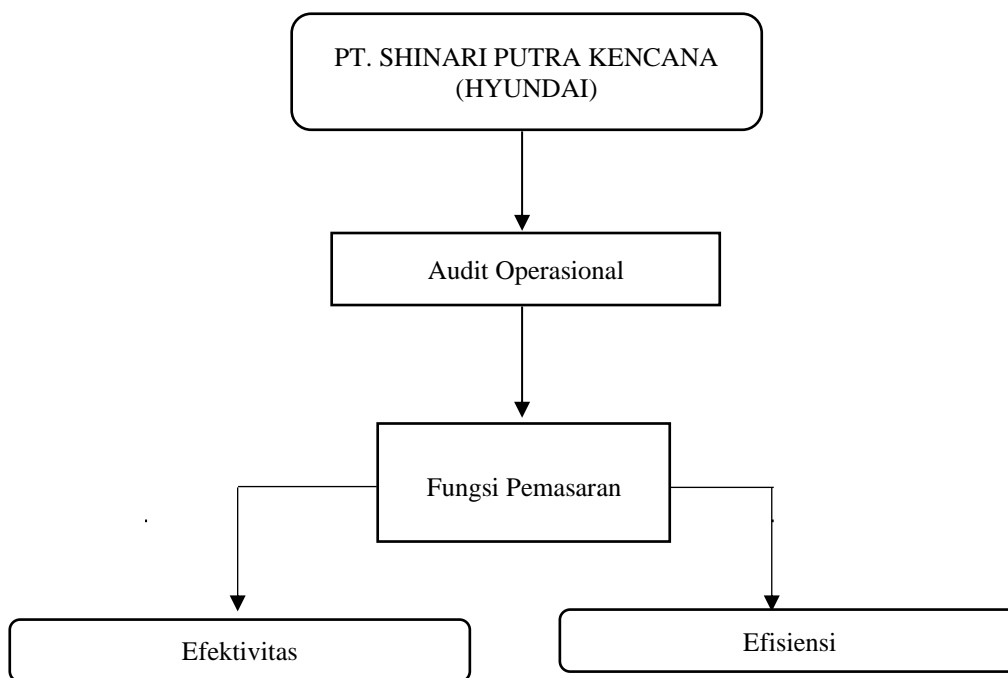 PT. SHINARI PUTRA KENCANA
(HYUNDAI)
Audit Operasional
Fungsi Pemasaran
Efektivitas
Efisiensi